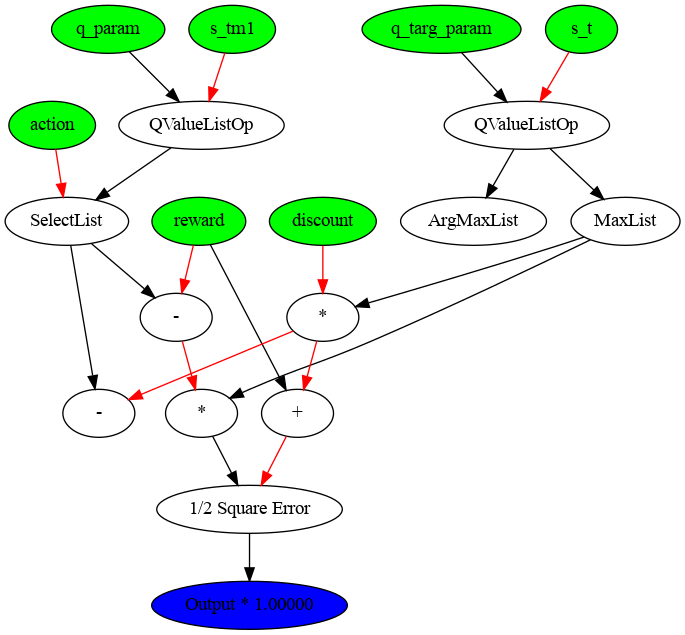 q_param
s_tm1
q_targ_param
s_t
action
QValueListOp
QValueListOp
SelectList
reward
discount
ArgMaxList
MaxList
-
*
-
*
+
1/2 Square Error
Output * 1.00000